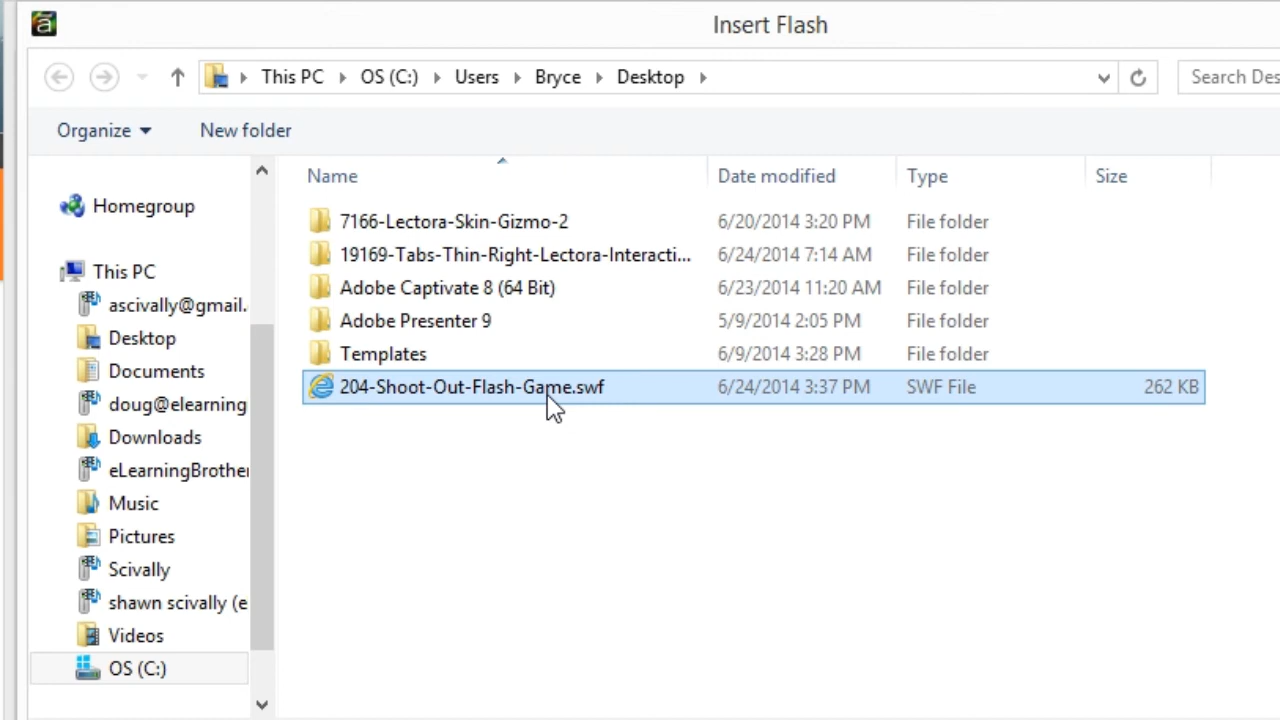 Insert Flash
This PC OS (C:) Users Bryce Desktop
Search Des
Organize New folder
Name Date modified Type Size
7166-Lectora-Skin-Gizmo-2 6/20/2014 3:20 PM File folder
19169-Tabs-Thin-Right-Lectora-Interacti... 6/24/2014 7:14 AM File folder
Adobe Captivate 8 (64 Bit) 6/23/2014 11:20 AM File folder
Adobe Presenter 9 5/9/2014 2:05 PM File folder
Templates 6/9/2014 3:28 PM File folder
204-Shoot-Out-Flash-Game.swf 6/24/2014 3:37 PM SWF File 262 KB
Homegroup
This PC
ascivally@gmail.
Desktop
Documents
doug@elearning
Downloads
eLearningBrother
Music
Pictures
Scivally
shawn scivally (e
Videos
OS (C:)